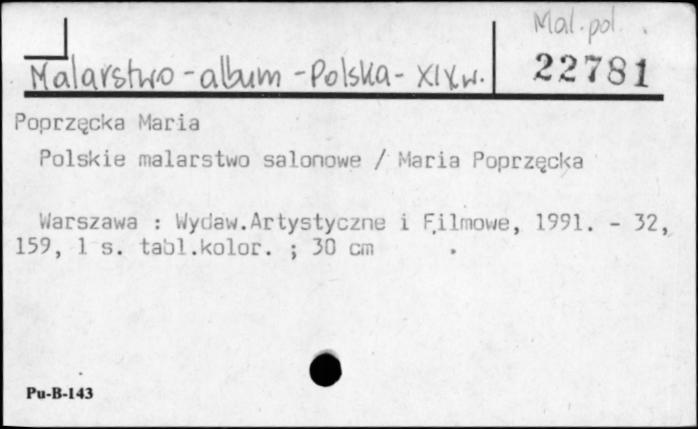 Mal.pol.
Malarstwo - album - Polska - XIX w.
22781
Poprzęcka Maria
Polskie malarstwo salonowe / Maria Poprzęcka
Warszawa : Wydaw.Artystyczne i Filmowe, 1991. - 32,
159, 1 s. tabl.kolor. ; 30 cm
Pu-B-143